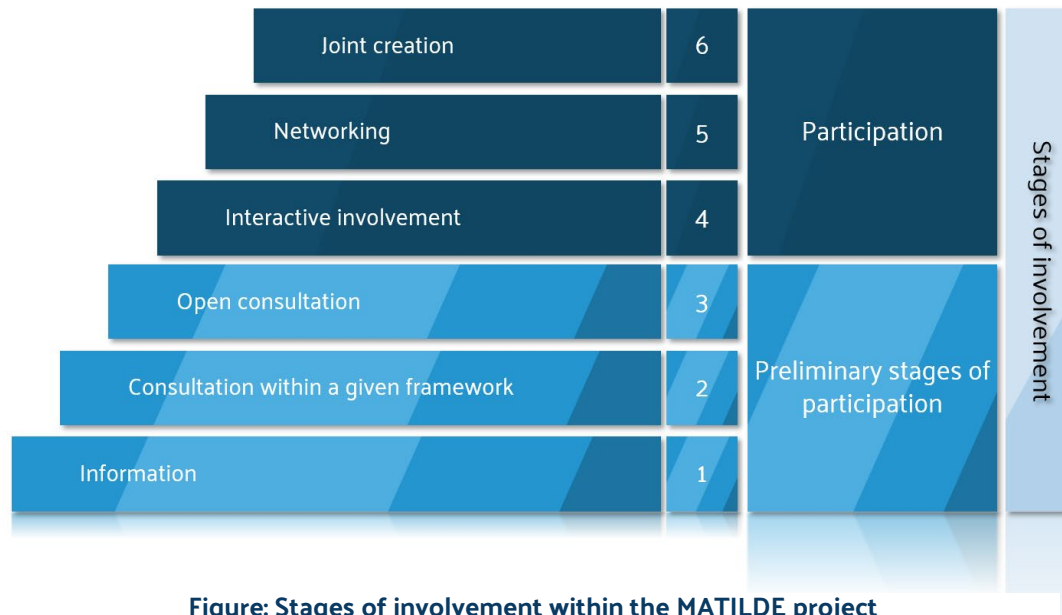 Joint creation
6
Networking
5
Participation
Interactive involvement
4
Open consultation
3
Consultation within a given framework
2
Preliminary stages of
participation
Information
1
Stages of involvement
Figure: Stages of involvement within the MATILDE project